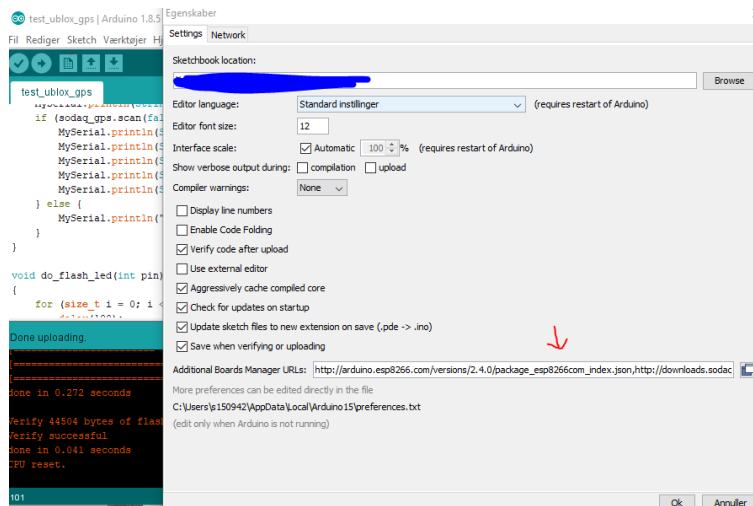 test_ublox_gps | Arduino 1.8.5
Fil Rediger Sketch Værktøjer
test_ublox_gps
if (sodaq_gps.scan(
MySerial.println(
MySerial.println(
MySerial.println(
MySerial.println(
MySerial.println(
} else {
MySerial.println("
}
}
void do_flash_led(int pin)
{
for (size_t i = 0; i <
Done uploading.
done in 0.272 seconds
Verify 44504 bytes of
Verify successful
done in 0.041 seconds
CPU reset.
101
Egenskaber
Settings Network
Sketchbook location:
Browse
Editor language: Standard instillinger (requires restart of Arduino)
Editor font size: 12
Interface scale: Automatic 100 % (requires restart of Arduino)
Show verbose output during: compilation upload
Compiler warnings: None
Display line numbers
Enable Code Folding
Verify code after upload
Use external editor
Aggressively cache compiled core
Check for updates on startup
Update sketch files to new extension on save (.pde -> .ino)
Save when verifying or uploading
Additional Boards Manager URLs: http://arduino.esp8266.com/versions/2.4.0/package_esp8266com_index.json,http://downloads.sodac
More preferences can be edited directly in the file
C:\Users\s150942\AppData\Local\Arduino15\preferences.txt
(edit only when Arduino is not running)
Ok Annuller